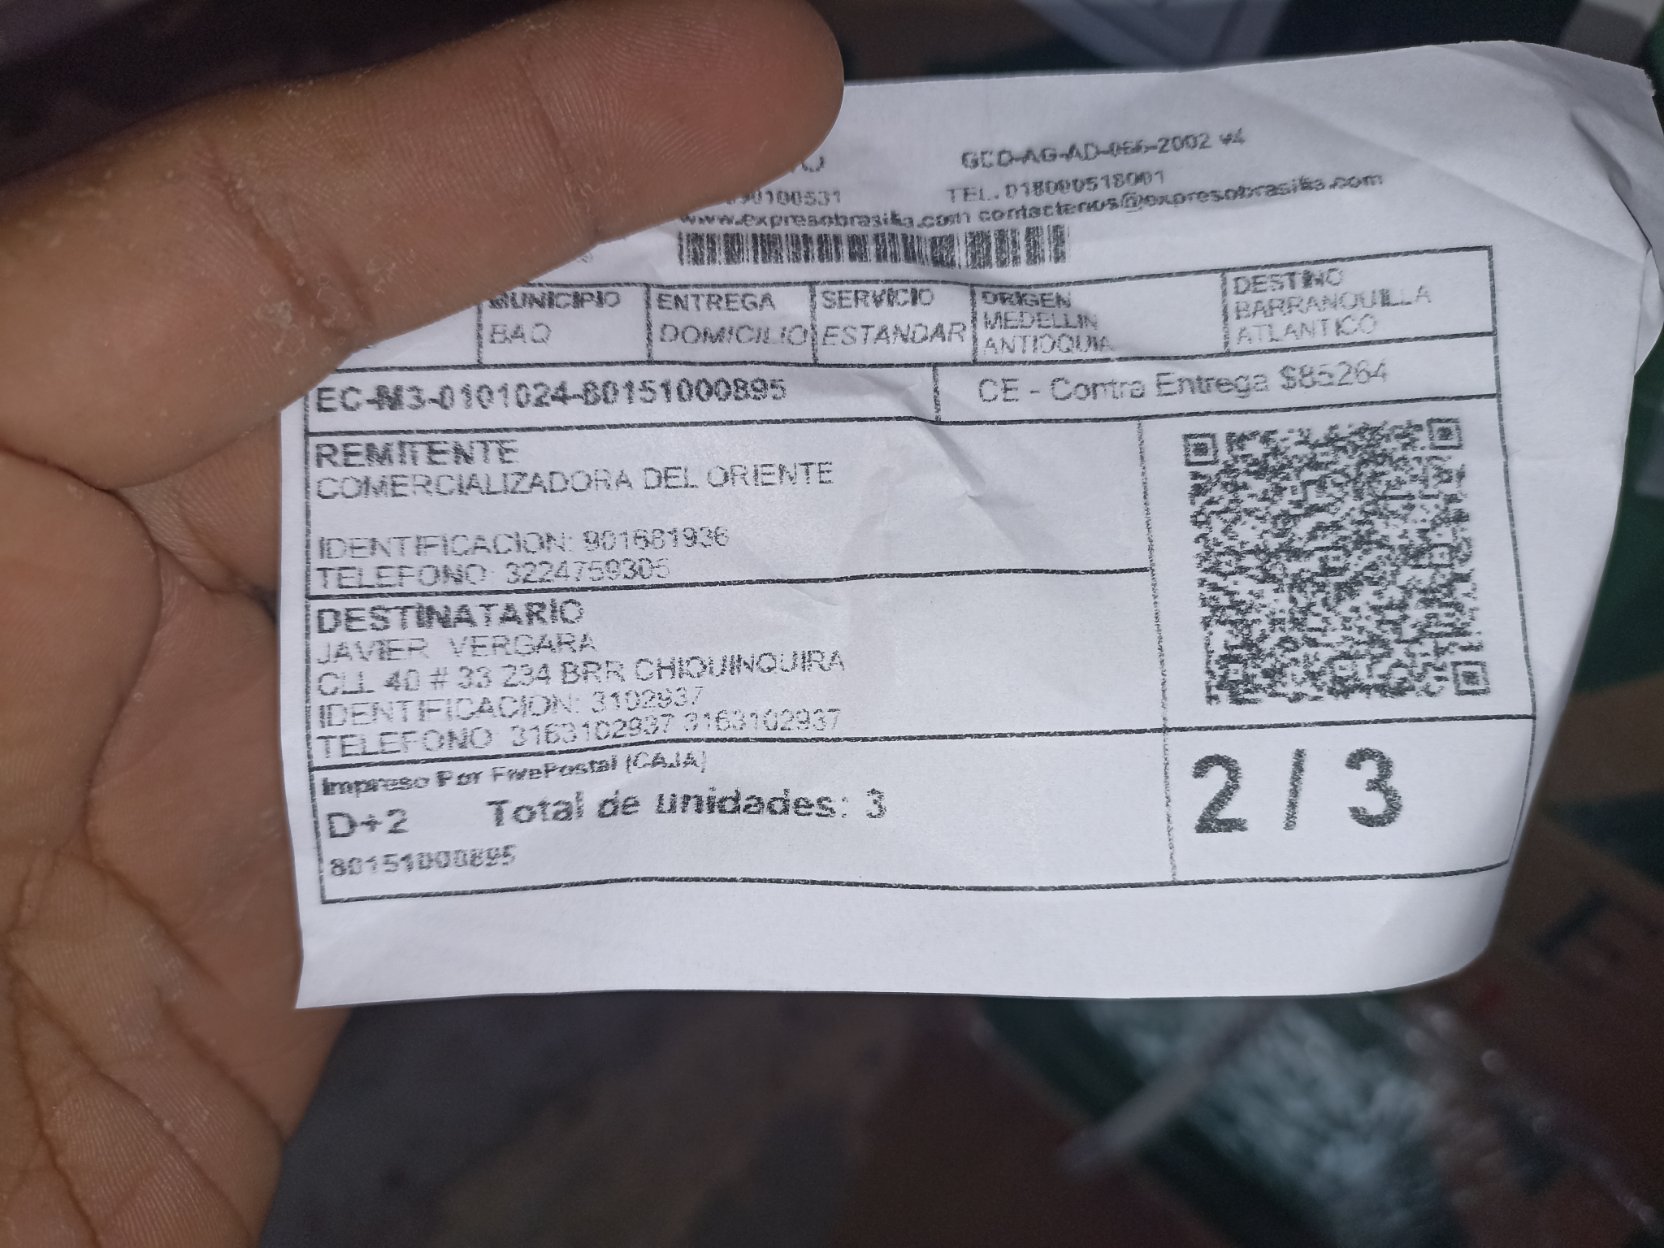 GCO-AG-AD-066-2002 v4
TEL. 018000518001
www.expresobrasilia.com contactenos@expresobrasilia.com
MUNICIPIO
BAQ
ENTREGA
DOMICILIO
SERVICIO
ESTANDAR
ORIGEN
MEDELLIN
ANTIOQUIA
DESTINO
BARRANQUILLA
ATLANTICO
EC-M3-0101024-80151000895
CE - Contra Entrega $85264
REMITENTE
COMERCIALIZADORA DEL ORIENTE
IDENTIFICACION: 901681936
TELEFONO: 3224759305
DESTINATARIO
JAVIER VERGARA
CLL 40 # 33 234 BRR CHIQUINQUIRA
IDENTIFICACION: 3102937
TELEFONO: 3163102937 3163102937
Impreso Por FivePostal (CAJA)
D+2
Total de unidades: 3
80151000895
2 / 3